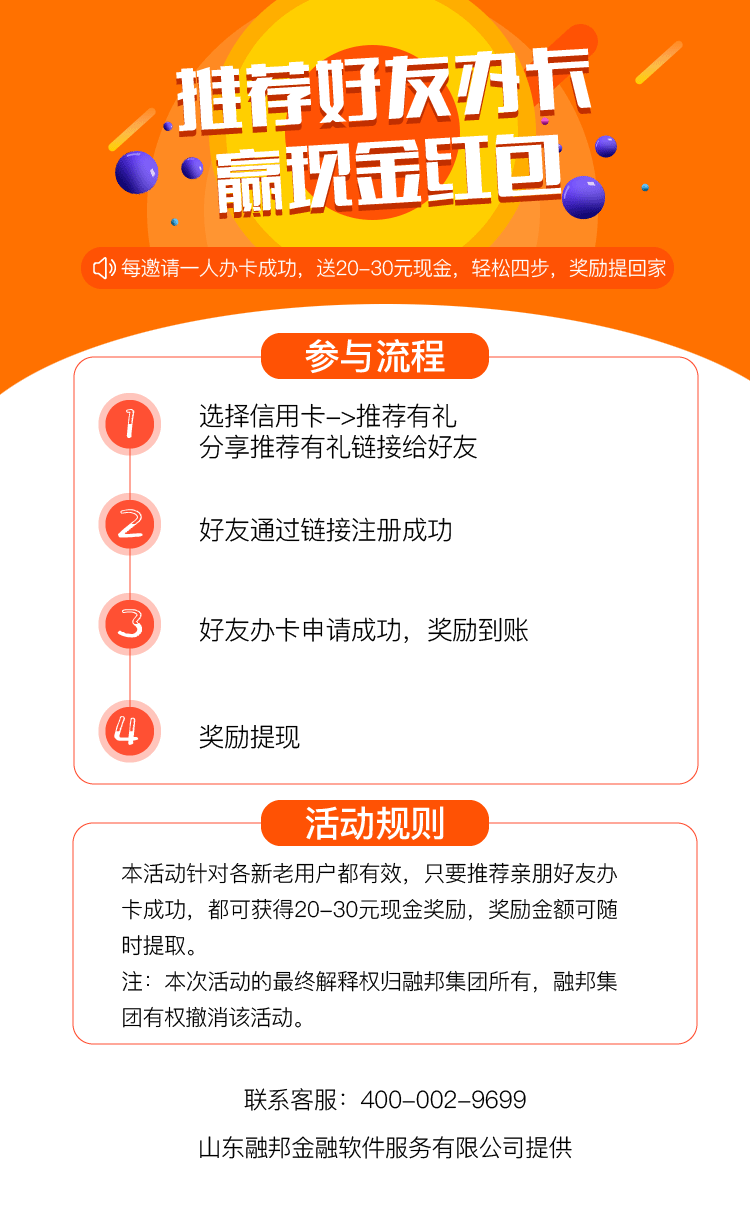 推荐好友办卡
赢现金红包
每邀请一人办卡成功，送20-30元现金，轻松四步，奖励提回家
参与流程
1
选择信用卡->推荐有礼
分享推荐有礼链接给好友
2
好友通过链接注册成功
3
好友办卡申请成功，奖励到账
4
奖励提现
活动规则
本活动针对各新老用户都有效，只要推荐亲朋好友办
卡成功，都可获得20-30元现金奖励，奖励金额可随
时提取。
注：本次活动的最终解释权归融邦集团所有，融邦集
团有权撤消该活动。
联系客服：400-002-9699
山东融邦金融软件服务有限公司提供